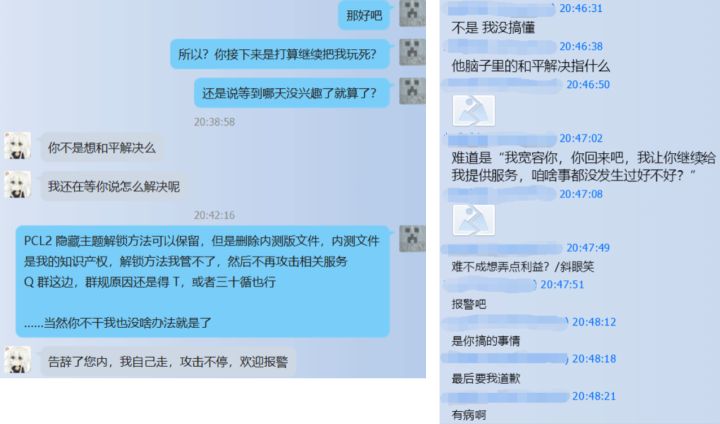 那好吧
所以？你接下来是打算继续把我玩死？
还是说等到哪天没兴趣了就算了？
20:38:58
你不是想和平解决么
我还在等你说怎么解决呢
20:42:16
PCL2 隐藏主题解锁方法可以保留，但是删除内测版文件，内测文件
是我的知识产权，解锁方法我管不了，然后不再攻击相关服务
Q 群这边，群规原因还是得 T，或者三十循也行
……当然你不干我也没啥办法就是了
告辞了您内，我自己走，攻击不停，欢迎报警
20:46:31
不是 我没搞懂
20:46:38
他脑子里的和平解决指什么
20:46:50
20:47:02
难道是“我宽容你，你回来吧，我让你继续给
我提供服务，咱啥事都没发生过好不好？”
20:47:08
20:47:49
难不成想弄点利益？/斜眼笑
20:47:51
报警吧
20:48:12
是你搞的事情
20:48:18
最后要我道歉
20:48:21
有病啊